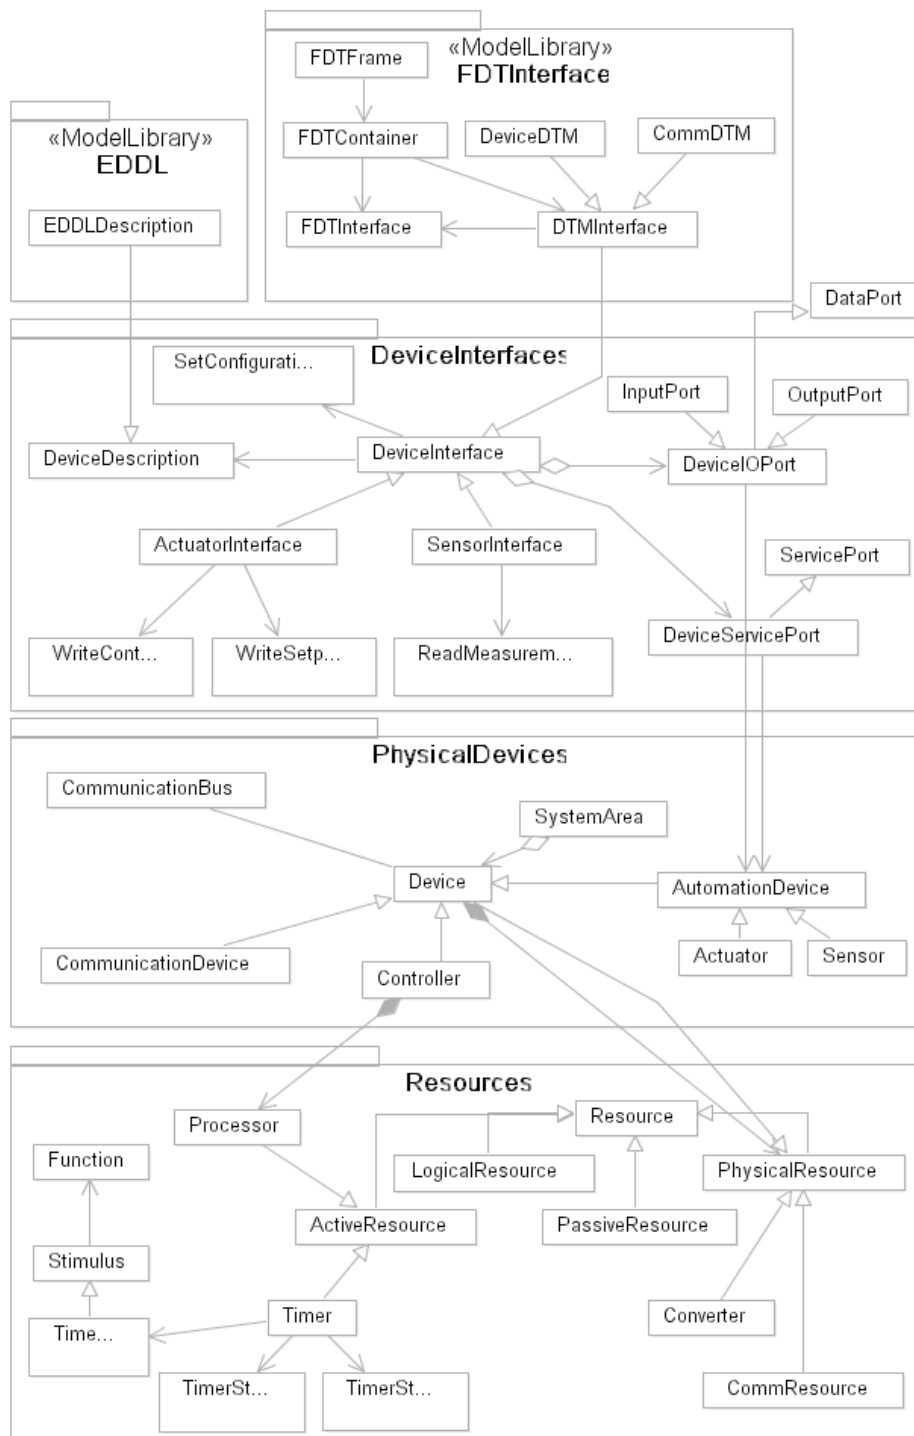 «ModelLibrary»
FDTInterface
FDTFrame
FDTContainer
DeviceDTM
CommDTM
FDTInterface
DTMInterface
«ModelLibrary»
EDDL
EDDLDescription
DataPort
DeviceInterfaces
SetConfigurati...
InputPort
OutputPort
DeviceDescription
DeviceInterface
DeviceIOPort
ActuatorInterface
SensorInterface
ServicePort
DeviceServicePort
WriteCont...
WriteSetp...
ReadMeasurem...
PhysicalDevices
CommunicationBus
SystemArea
Device
AutomationDevice
CommunicationDevice
Controller
Actuator
Sensor
Resources
Processor
Resource
Function
LogicalResource
PhysicalResource
ActiveResource
PassiveResource
Stimulus
Timer
Converter
Time...
TimerSt...
TimerSt...
CommResource